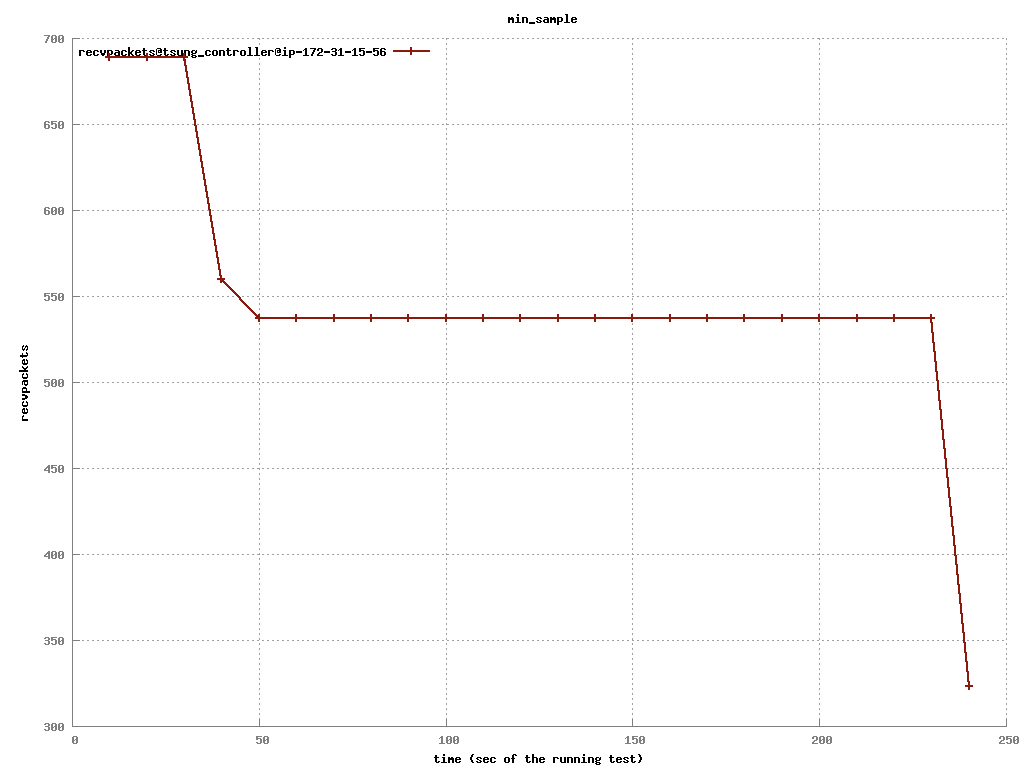 min_sample
700
recvpackets@tsung_controller@ip-172-31-15-56
650
600
550
500
450
400
350
300
recvpackets
0 50 100 150 200 250
time (sec of the running test)